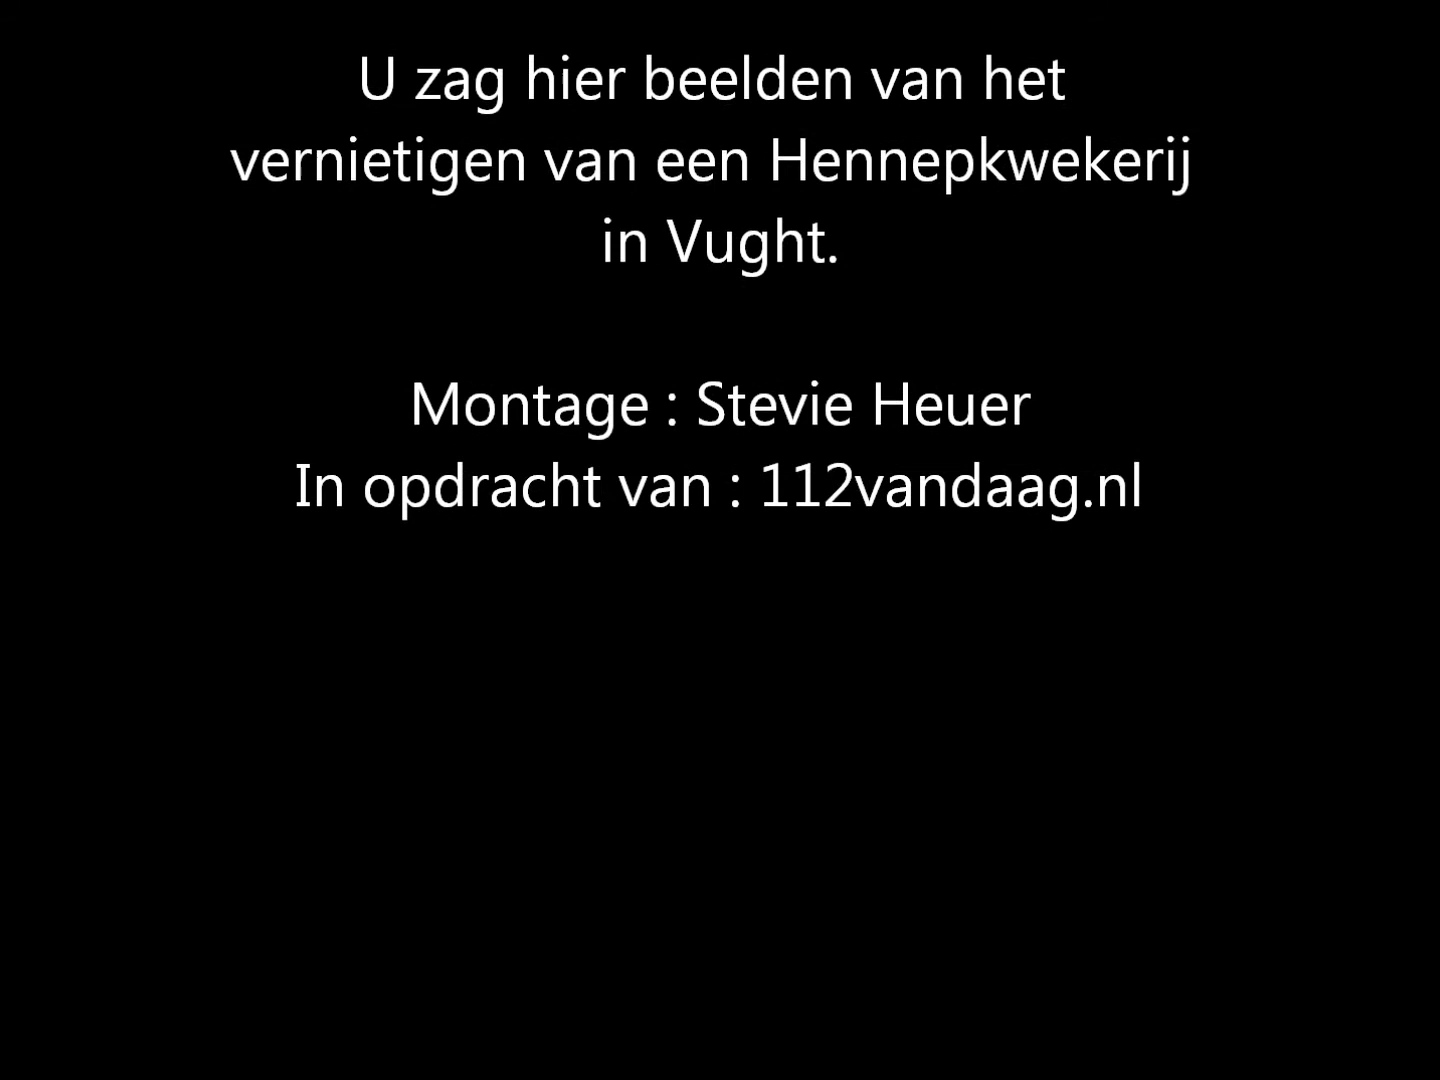 U zag hier beelden van het
vernietigen van een Hennepkwekerij
in Vught.
Montage : Stevie Heuer
In opdracht van : 112vandaag.nl